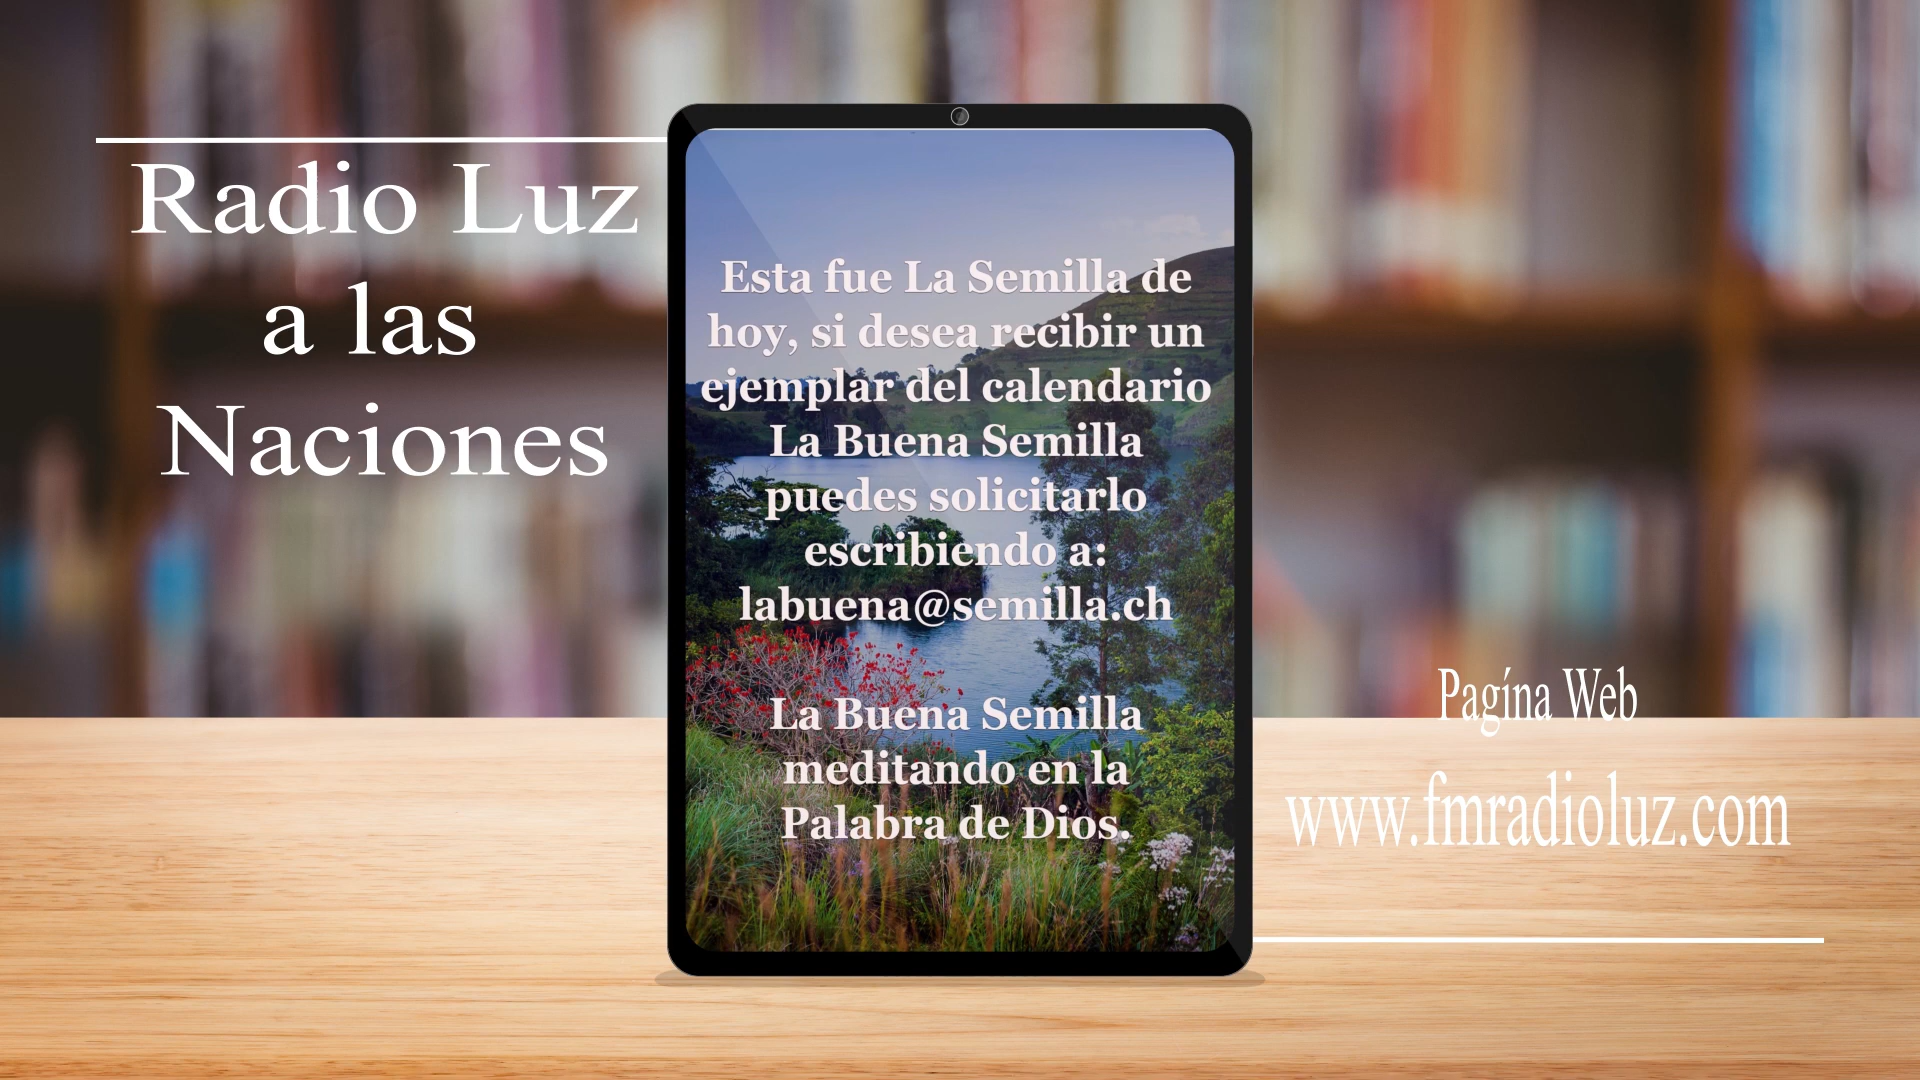 Radio Luz
a las
Naciones
Esta fue La Semilla de
hoy, si desea recibir un
ejemplar del calendario
La Buena Semilla
puedes solicitarlo
escribiendo a:
labuena@semilla.ch
La Buena Semilla
meditando en la
Palabra de Dios.
Pagína Web
www.fmradioluz.com